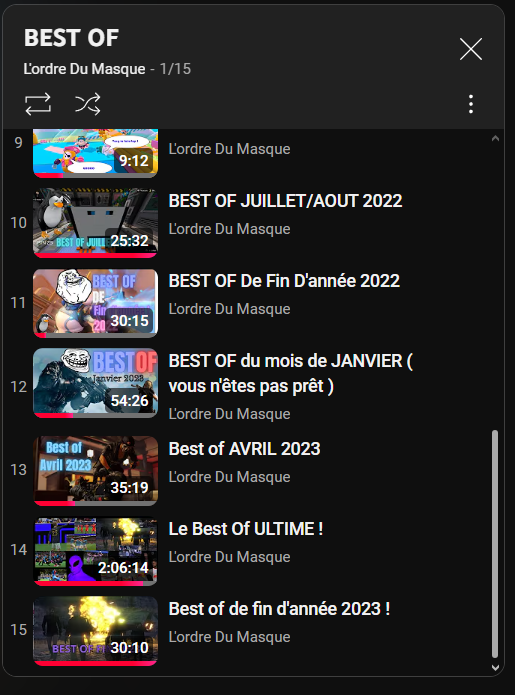 BEST OF
L'ordre Du Masque - 1/15
9
9:12
L'ordre Du Masque
10
BEST OF JUILL
25:32
BEST OF JUILLET/AOUT 2022
L'ordre Du Masque
11
BEST OF
DE
30:15
BEST OF De Fin D'année 2022
L'ordre Du Masque
12
BEST OF
Janvier 2023
54:26
BEST OF du mois de JANVIER (
vous n'êtes pas prêt )
L'ordre Du Masque
13
Best of
Avril 2023
35:19
Best of AVRIL 2023
L'ordre Du Masque
14
2:06:14
Le Best Of ULTIME !
L'ordre Du Masque
15
BEST OF
30:10
Best of de fin d'année 2023 !
L'ordre Du Masque